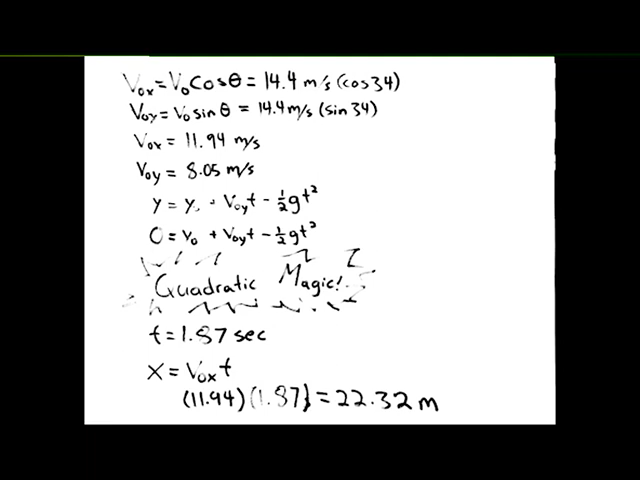 Vox = Vo cos θ = 14.4 m/s (cos 34)
Voy = Vo sin θ = 14.4 m/s (sin 34)
Vox = 11.94 m/s
Voy = 8.05 m/s
y = y₀ + Voyt - ½gt²
0 = y₀ + Voyt - ½gt²
Quadratic Magic!
t = 1.87 sec
x = Voxt
(11.94)(1.87) = 22.32 m